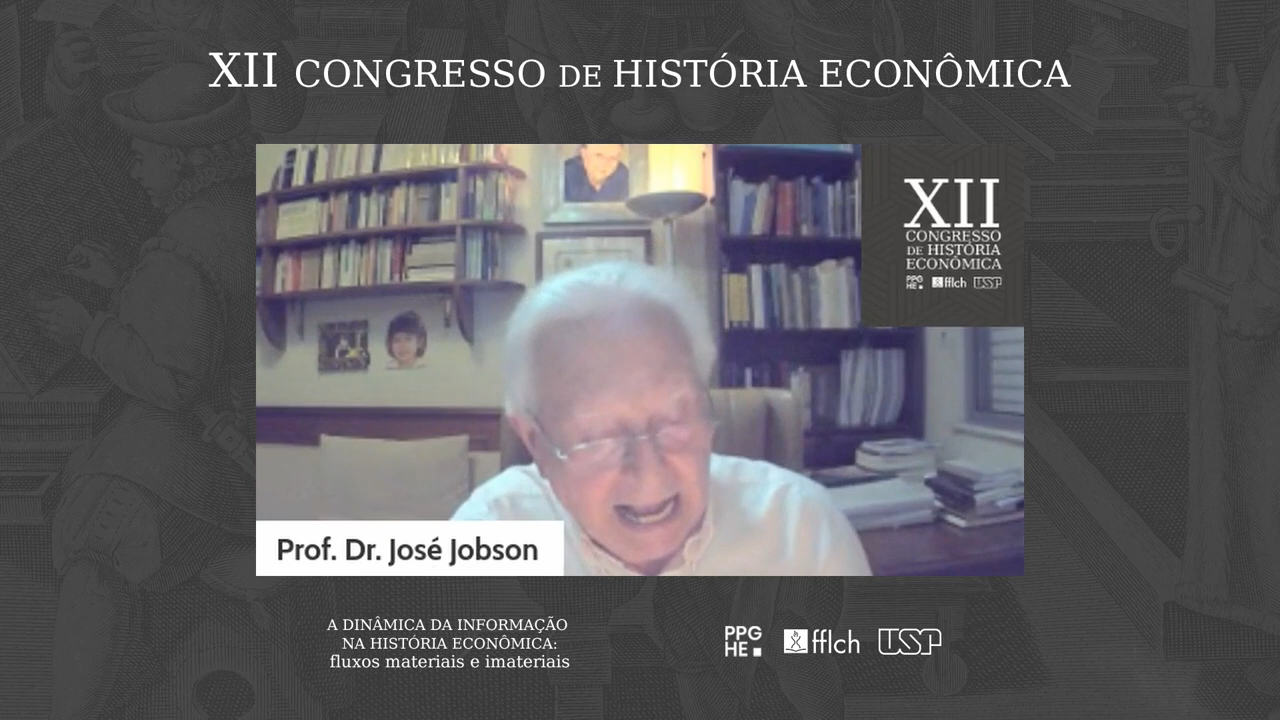 XII CONGRESSO DE HISTÓRIA ECONÔMICA
XII
CONGRESSO
DE HISTÓRIA
ECONÔMICA
PPG
HE
fflch
USP
Prof. Dr. José Jobson
A DINÂMICA DA INFORMAÇÃO
NA HISTÓRIA ECONÔMICA:
fluxos materiais e imateriais
PPG
HE
fflch
USP